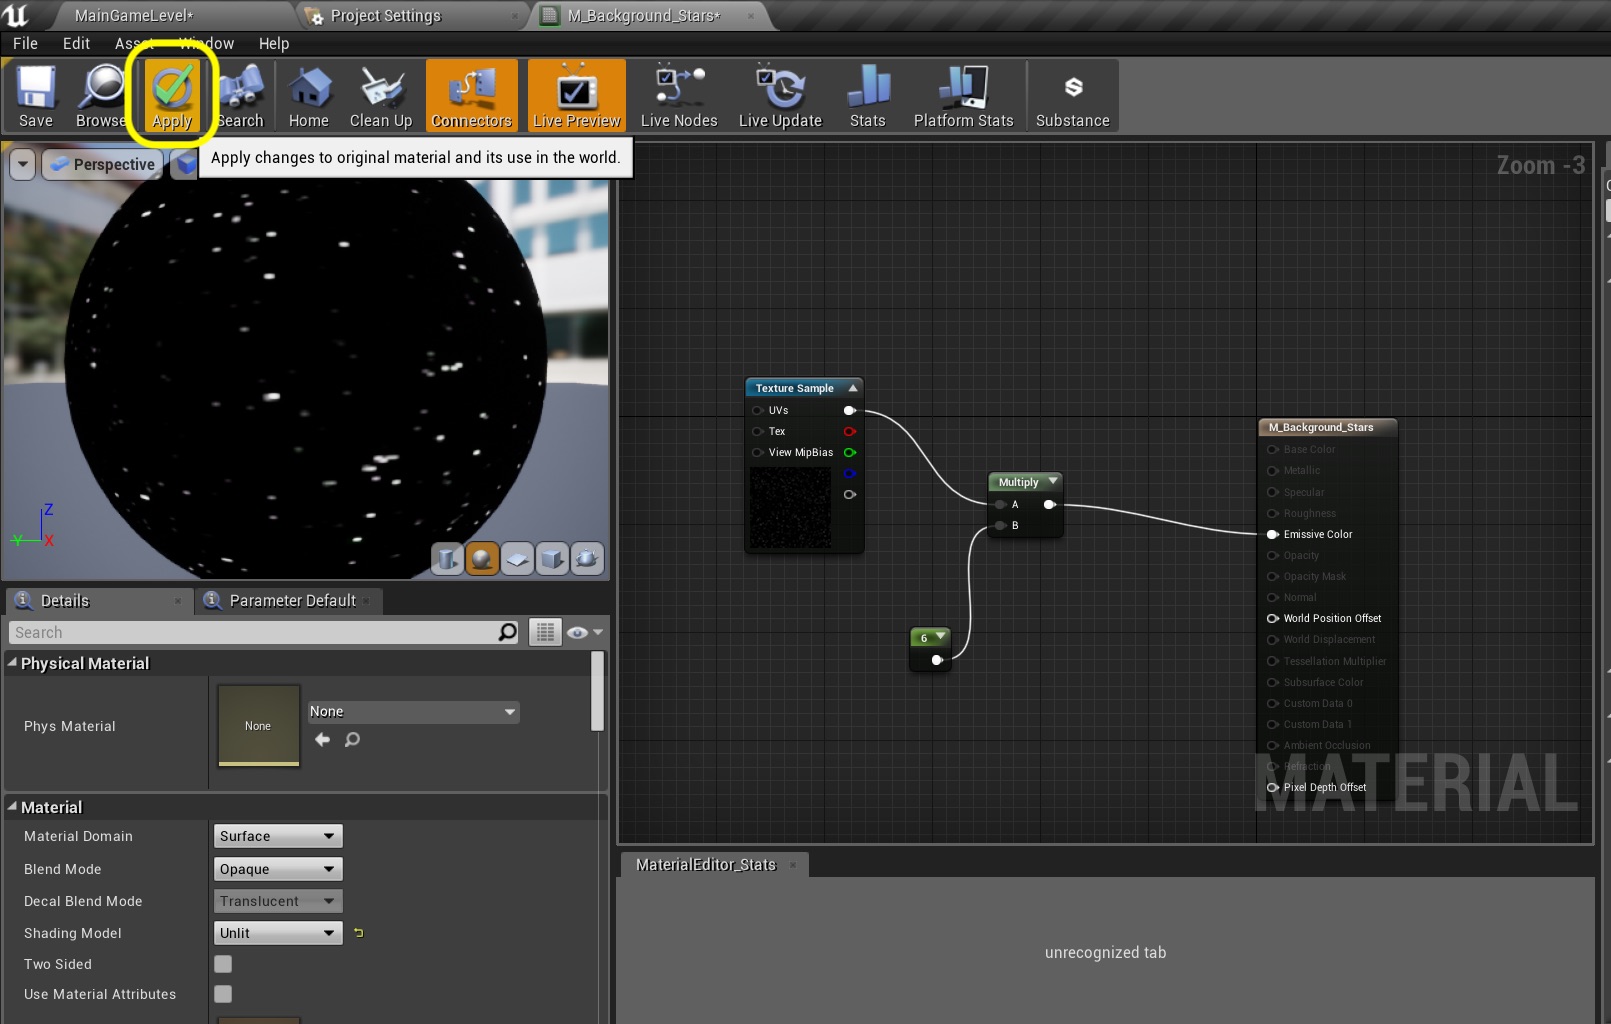 MainGameLevel*
Project Settings
M_Background_Stars*
File Edit Asset Window Help
Save
Browse
Apply
Search
Home
Clean Up
Connectors
Live Preview
Live Nodes
Live Update
Stats
Platform Stats
Substance
Apply changes to original material and its use in the world.
Perspective
Zoom -3
Z
Y
X
Texture Sample
UVs
Tex
View MipBias
Multiply
A
B
6
M_Background_Stars
Base Color
Metallic
Specular
Roughness
Emissive Color
Opacity
Opacity Mask
Normal
World Position Offset
World Displacement
Tessellation Multiplier
Subsurface Color
Custom Data 0
Custom Data 1
Ambient Occlusion
Refraction
Pixel Depth Offset
MATERIAL
Details
Parameter Default
Search
Physical Material
Phys Material
None
None
Material
Material Domain Surface
Blend Mode Opaque
Decal Blend Mode Translucent
Shading Model Unlit
Two Sided
Use Material Attributes
MaterialEditor_Stats
unrecognized tab